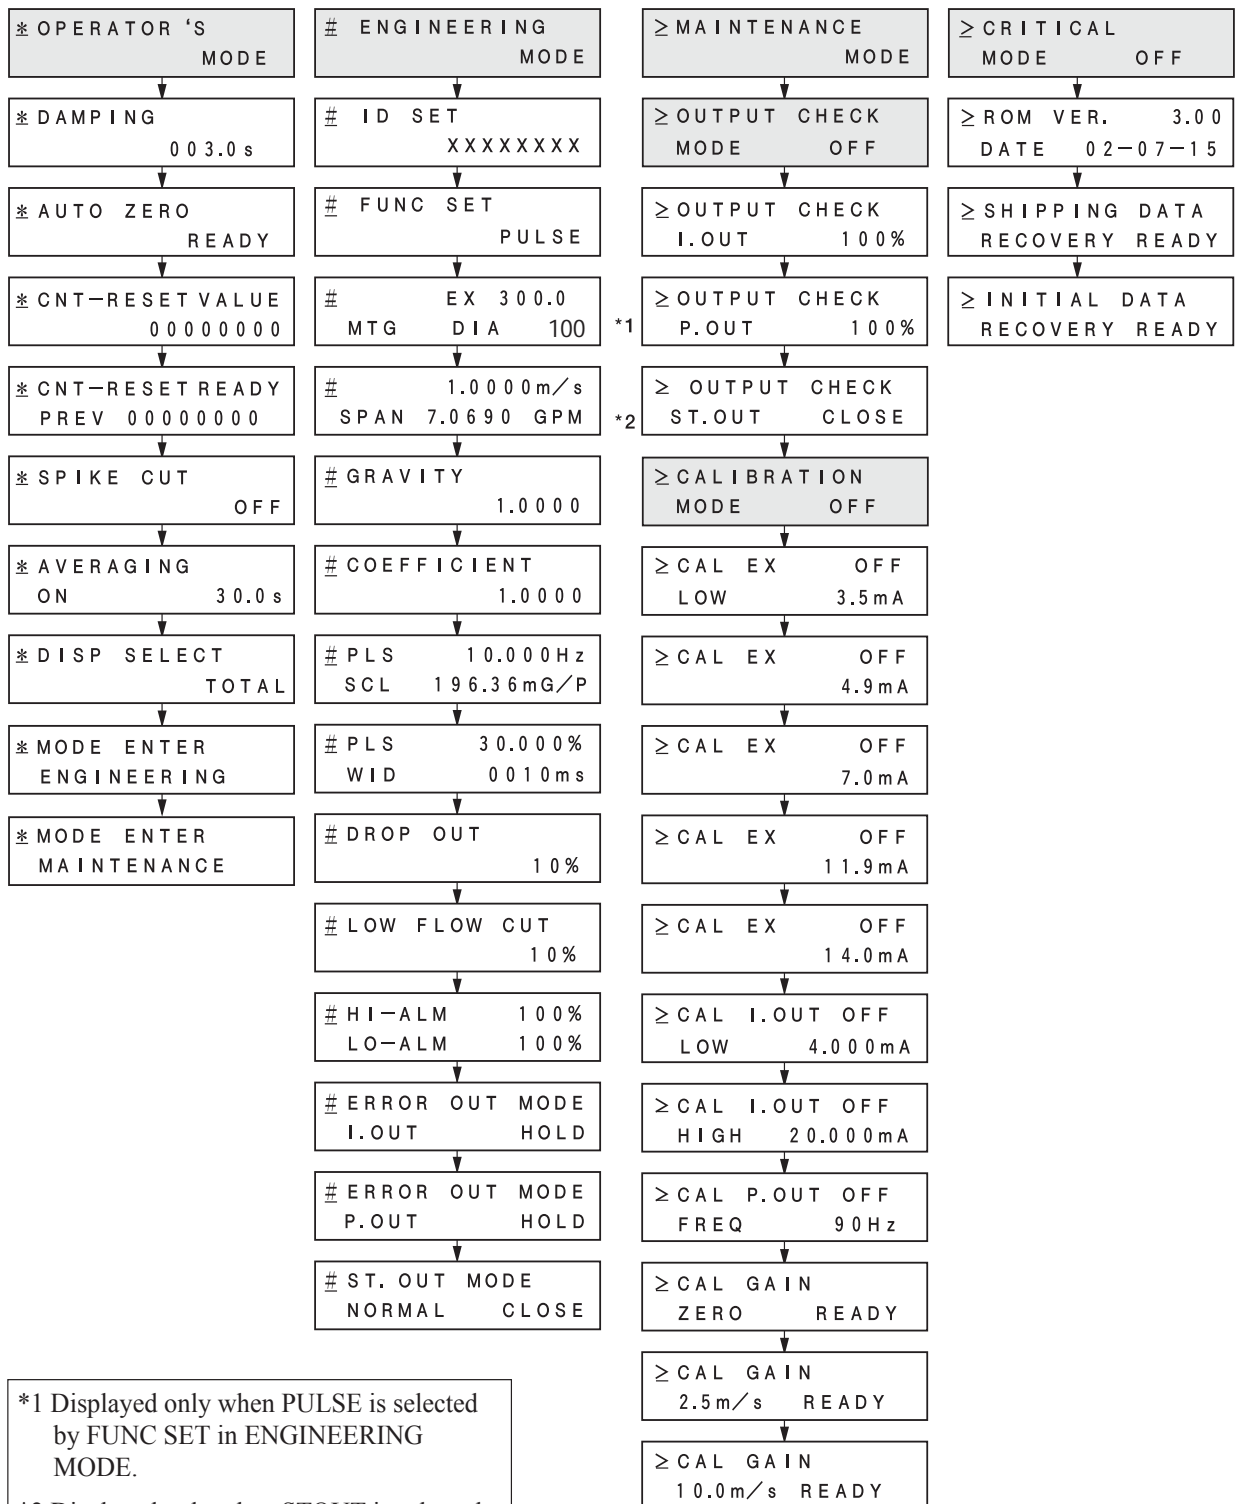 * OPERATOR 'S
MODE
* DAMPING
003.0s
* AUTO ZERO
READY
* CNT-RESET VALUE
00000000
* CNT-RESET READY
PREV 00000000
* SPIKE CUT
OFF
* AVERAGING
ON 30.0s
* DISP SELECT
TOTAL
* MODE ENTER
ENGINEERING
* MODE ENTER
MAINTENANCE
# ENGINEERING
MODE
# ID SET
XXXXXXXX
# FUNC SET
PULSE
# EX 300.0
MTG DIA 100
# 1.0000m/s
SPAN 7.0690 GPM
# GRAVITY
1.0000
# COEFFICIENT
1.0000
# PLS 10.000Hz
SCL 196.36mG/P
# PLS 30.000%
WID 0010ms
# DROP OUT
10%
# LOW FLOW CUT
10%
# HI-ALM 100%
LO-ALM 100%
# ERROR OUT MODE
I.OUT HOLD
# ERROR OUT MODE
P.OUT HOLD
# ST. OUT MODE
NORMAL CLOSE
≥ MAINTENANCE
MODE
≥ OUTPUT CHECK
MODE OFF
≥ OUTPUT CHECK
I.OUT 100%
*1
≥ OUTPUT CHECK
P.OUT 100%
*2
≥ OUTPUT CHECK
ST.OUT CLOSE
≥ CALIBRATION
MODE OFF
≥ CAL EX OFF
LOW 3.5mA
≥ CAL EX OFF
4.9mA
≥ CAL EX OFF
7.0mA
≥ CAL EX OFF
11.9mA
≥ CAL EX OFF
14.0mA
≥ CAL I.OUT OFF
LOW 4.000mA
≥ CAL I.OUT OFF
HIGH 20.000mA
≥ CAL P.OUT OFF
FREQ 90Hz
≥ CAL GAIN
ZERO READY
≥ CAL GAIN
2.5m/s READY
≥ CAL GAIN
10.0m/s READY
≥ CRITICAL
MODE OFF
≥ ROM VER. 3.00
DATE 02-07-15
≥ SHIPPING DATA
RECOVERY READY
≥ INITIAL DATA
RECOVERY READY
*1 Displayed only when PULSE is selected
by FUNC SET in ENGINEERING
MODE.